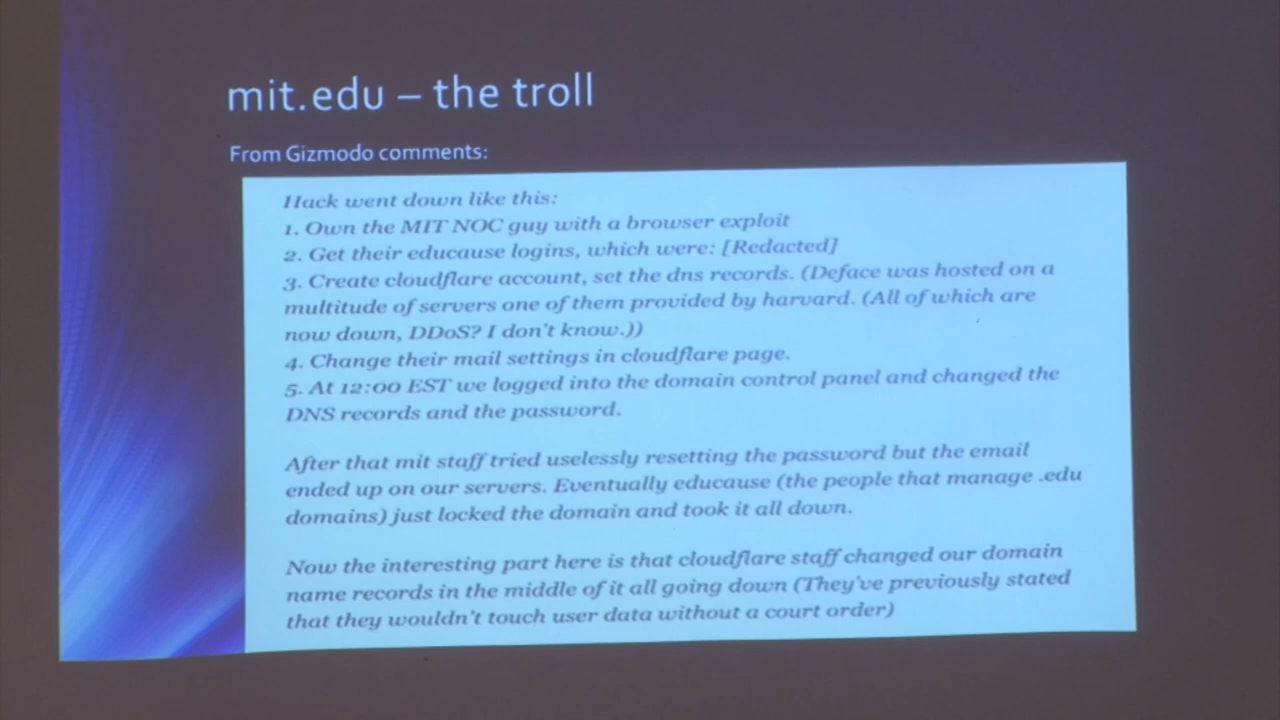 mit.edu – the troll
From Gizmodo comments:
Hack went down like this:
1. Own the MIT NOC guy with a browser exploit
2. Get their educause logins, which were: [Redacted]
3. Create cloudflare account, set the dns records. (Deface was hosted on a
multitude of servers one of them provided by harvard. (All of which are
now down, DDoS? I don't know.))
4. Change their mail settings in cloudflare page.
5. At 12:00 EST we logged into the domain control panel and changed the
DNS records and the password.
After that mit staff tried uselessly resetting the password but the email
ended up on our servers. Eventually educause (the people that manage .edu
domains) just locked the domain and took it all down.
Now the interesting part here is that cloudflare staff changed our domain
name records in the middle of it all going down (They've previously stated
that they wouldn't touch user data without a court order)